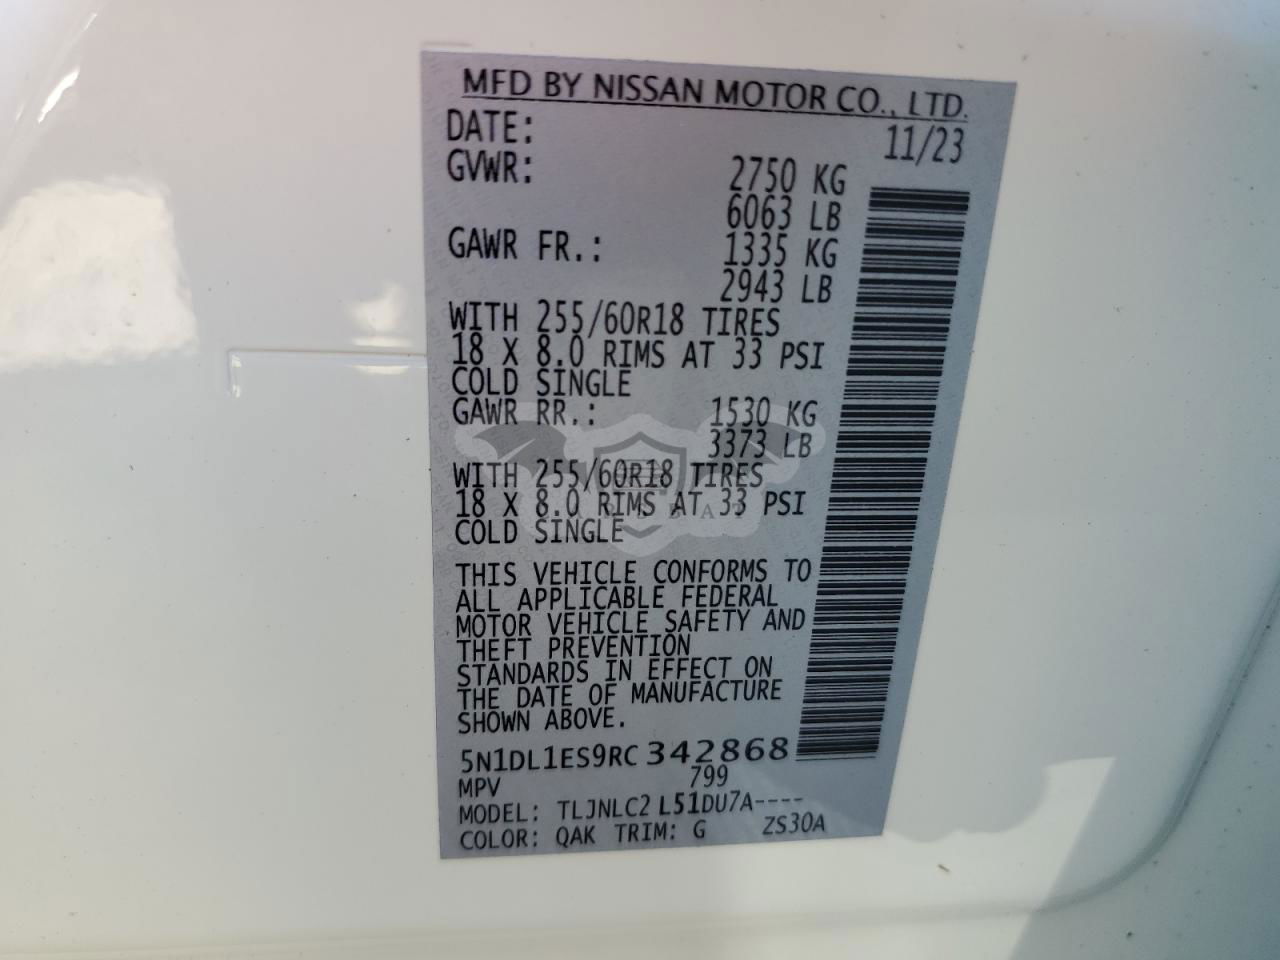 MFD BY NISSAN MOTOR CO., LTD.
DATE: 11/23
GVWR: 2750 KG
6063 LB
GAWR FR.: 1335 KG
2943 LB
WITH 255/60R18 TIRES
18 X 8.0 RIMS AT 33 PSI
COLD SINGLE
GAWR RR.: 1530 KG
3373 LB
WITH 255/60R18 TIRES
18 X 8.0 RIMS AT 33 PSI
COLD SINGLE
THIS VEHICLE CONFORMS TO
ALL APPLICABLE FEDERAL
MOTOR VEHICLE SAFETY AND
THEFT PREVENTION
STANDARDS IN EFFECT ON
THE DATE OF MANUFACTURE
SHOWN ABOVE.
5N1DL1ES9RC342868
MPV 799
MODEL: TLJNLC2 L51DU7A----
COLOR: QAK TRIM: G ZS30A